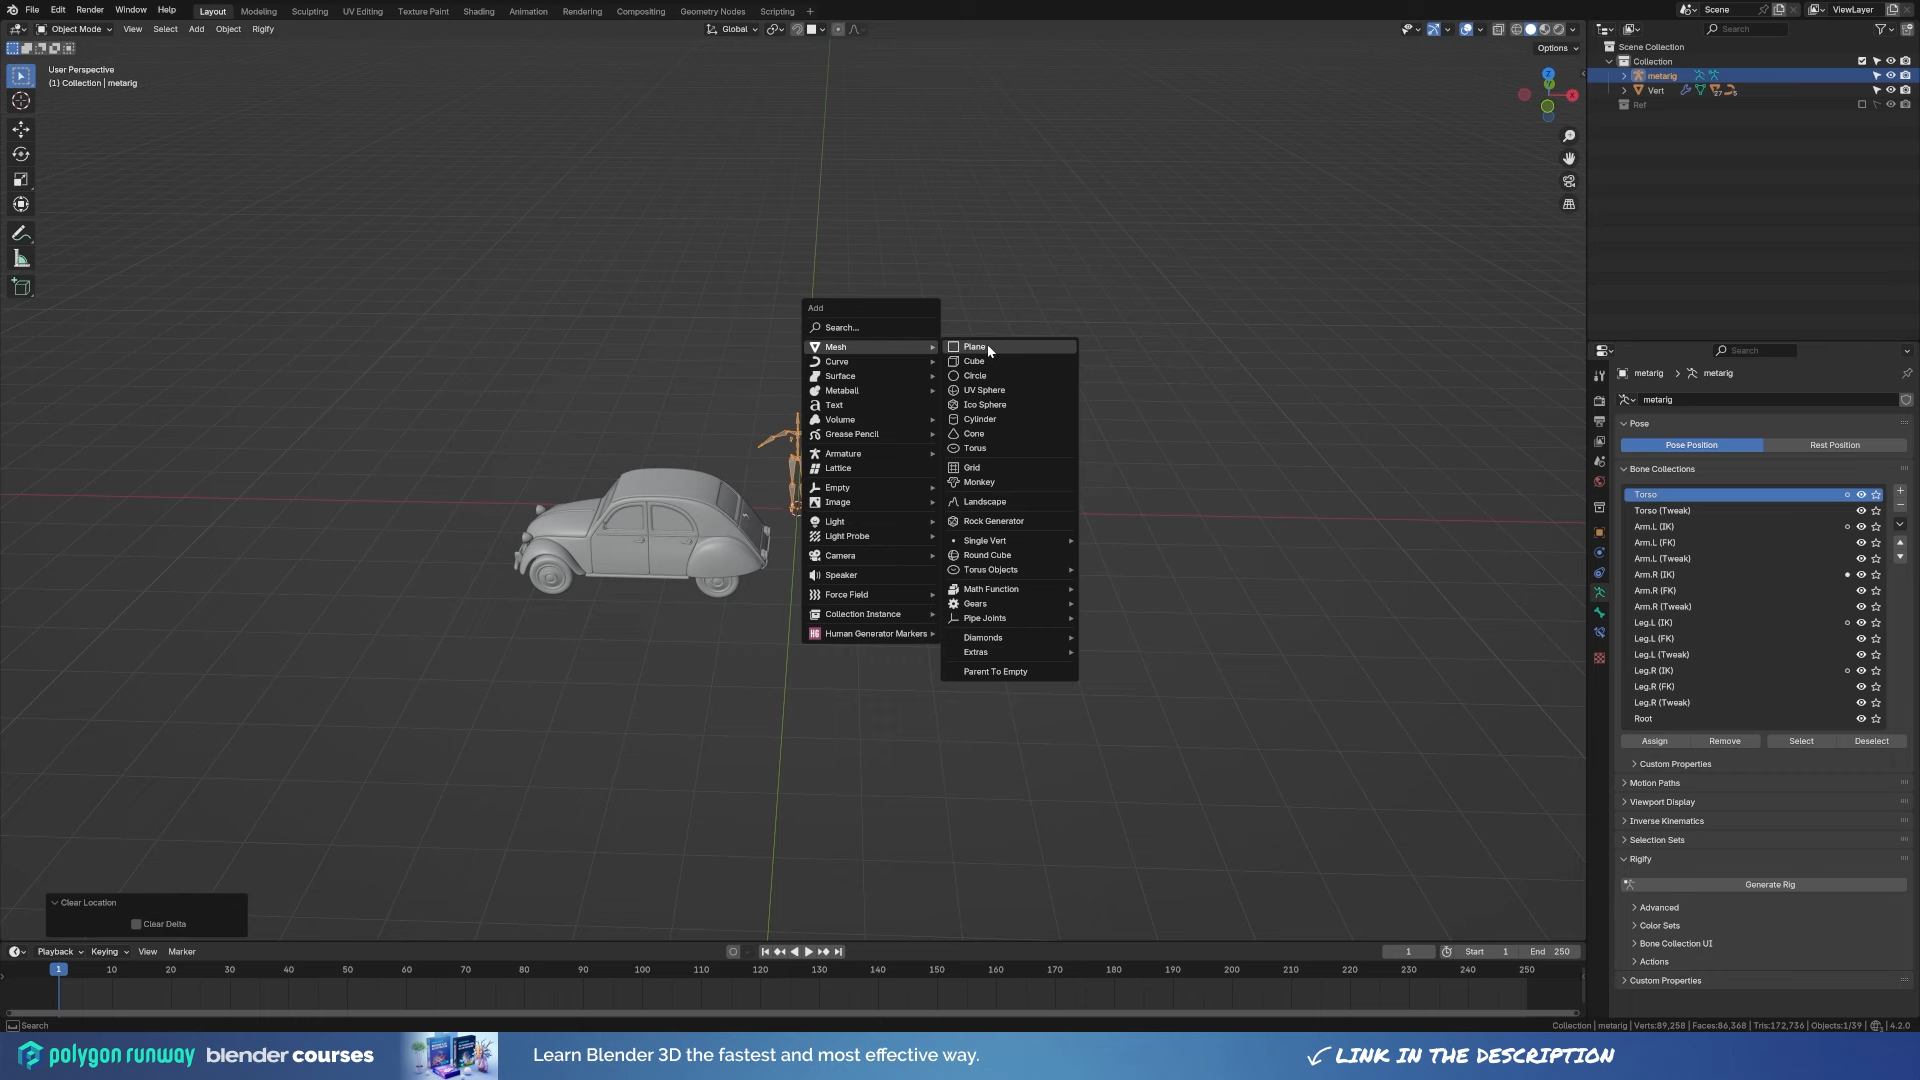 File Edit Render Window Help Layout Modeling Sculpting UV Editing Texture Paint Shading Animation Rendering Compositing Geometry Nodes Scripting + Scene ViewLayer
Object Mode View Select Add Object Rigify Global Search
Options
Scene Collection
Collection
User Perspective
(1) Collection | metarig
metarig
Vert 27 5
Ref
Add
Search...
Mesh
Curve
Surface
Metaball
Text
Volume
Grease Pencil
Armature
Lattice
Empty
Image
Light
Light Probe
Camera
Speaker
Force Field
Collection Instance
Human Generator Markers
Plane
Cube
Circle
UV Sphere
Ico Sphere
Cylinder
Cone
Torus
Grid
Monkey
Landscape
Rock Generator
Single Vert
Round Cube
Torus Objects
Math Function
Gears
Pipe Joints
Diamonds
Extras
Parent To Empty
Search
metarig > metarig
metarig
Pose
Pose Position Rest Position
Bone Collections
Torso
Torso (Tweak)
Arm.L (IK)
Arm.L (FK)
Arm.L (Tweak)
Arm.R (IK)
Arm.R (FK)
Arm.R (Tweak)
Leg.L (IK)
Leg.L (FK)
Leg.L (Tweak)
Leg.R (IK)
Leg.R (FK)
Leg.R (Tweak)
Root
Assign Remove Select Deselect
Custom Properties
Motion Paths
Viewport Display
Inverse Kinematics
Selection Sets
Rigify
Generate Rig
Advanced
Color Sets
Bone Collection UI
Actions
Custom Properties
Clear Location
Clear Delta
Playback Keying View Marker 1 Start 1 End 250
1 10 20 30 40 50 60 70 80 90 100 110 120 130 140 150 160 170 180 190 200 210 220 230 240 250
Search Collection | metarig | Verts:89,258 | Faces:86,368 | Tris:172,736 | Objects:1/39 4.2.0
polygon runway blender courses Learn Blender 3D the fastest and most effective way. LINK IN THE DESCRIPTION